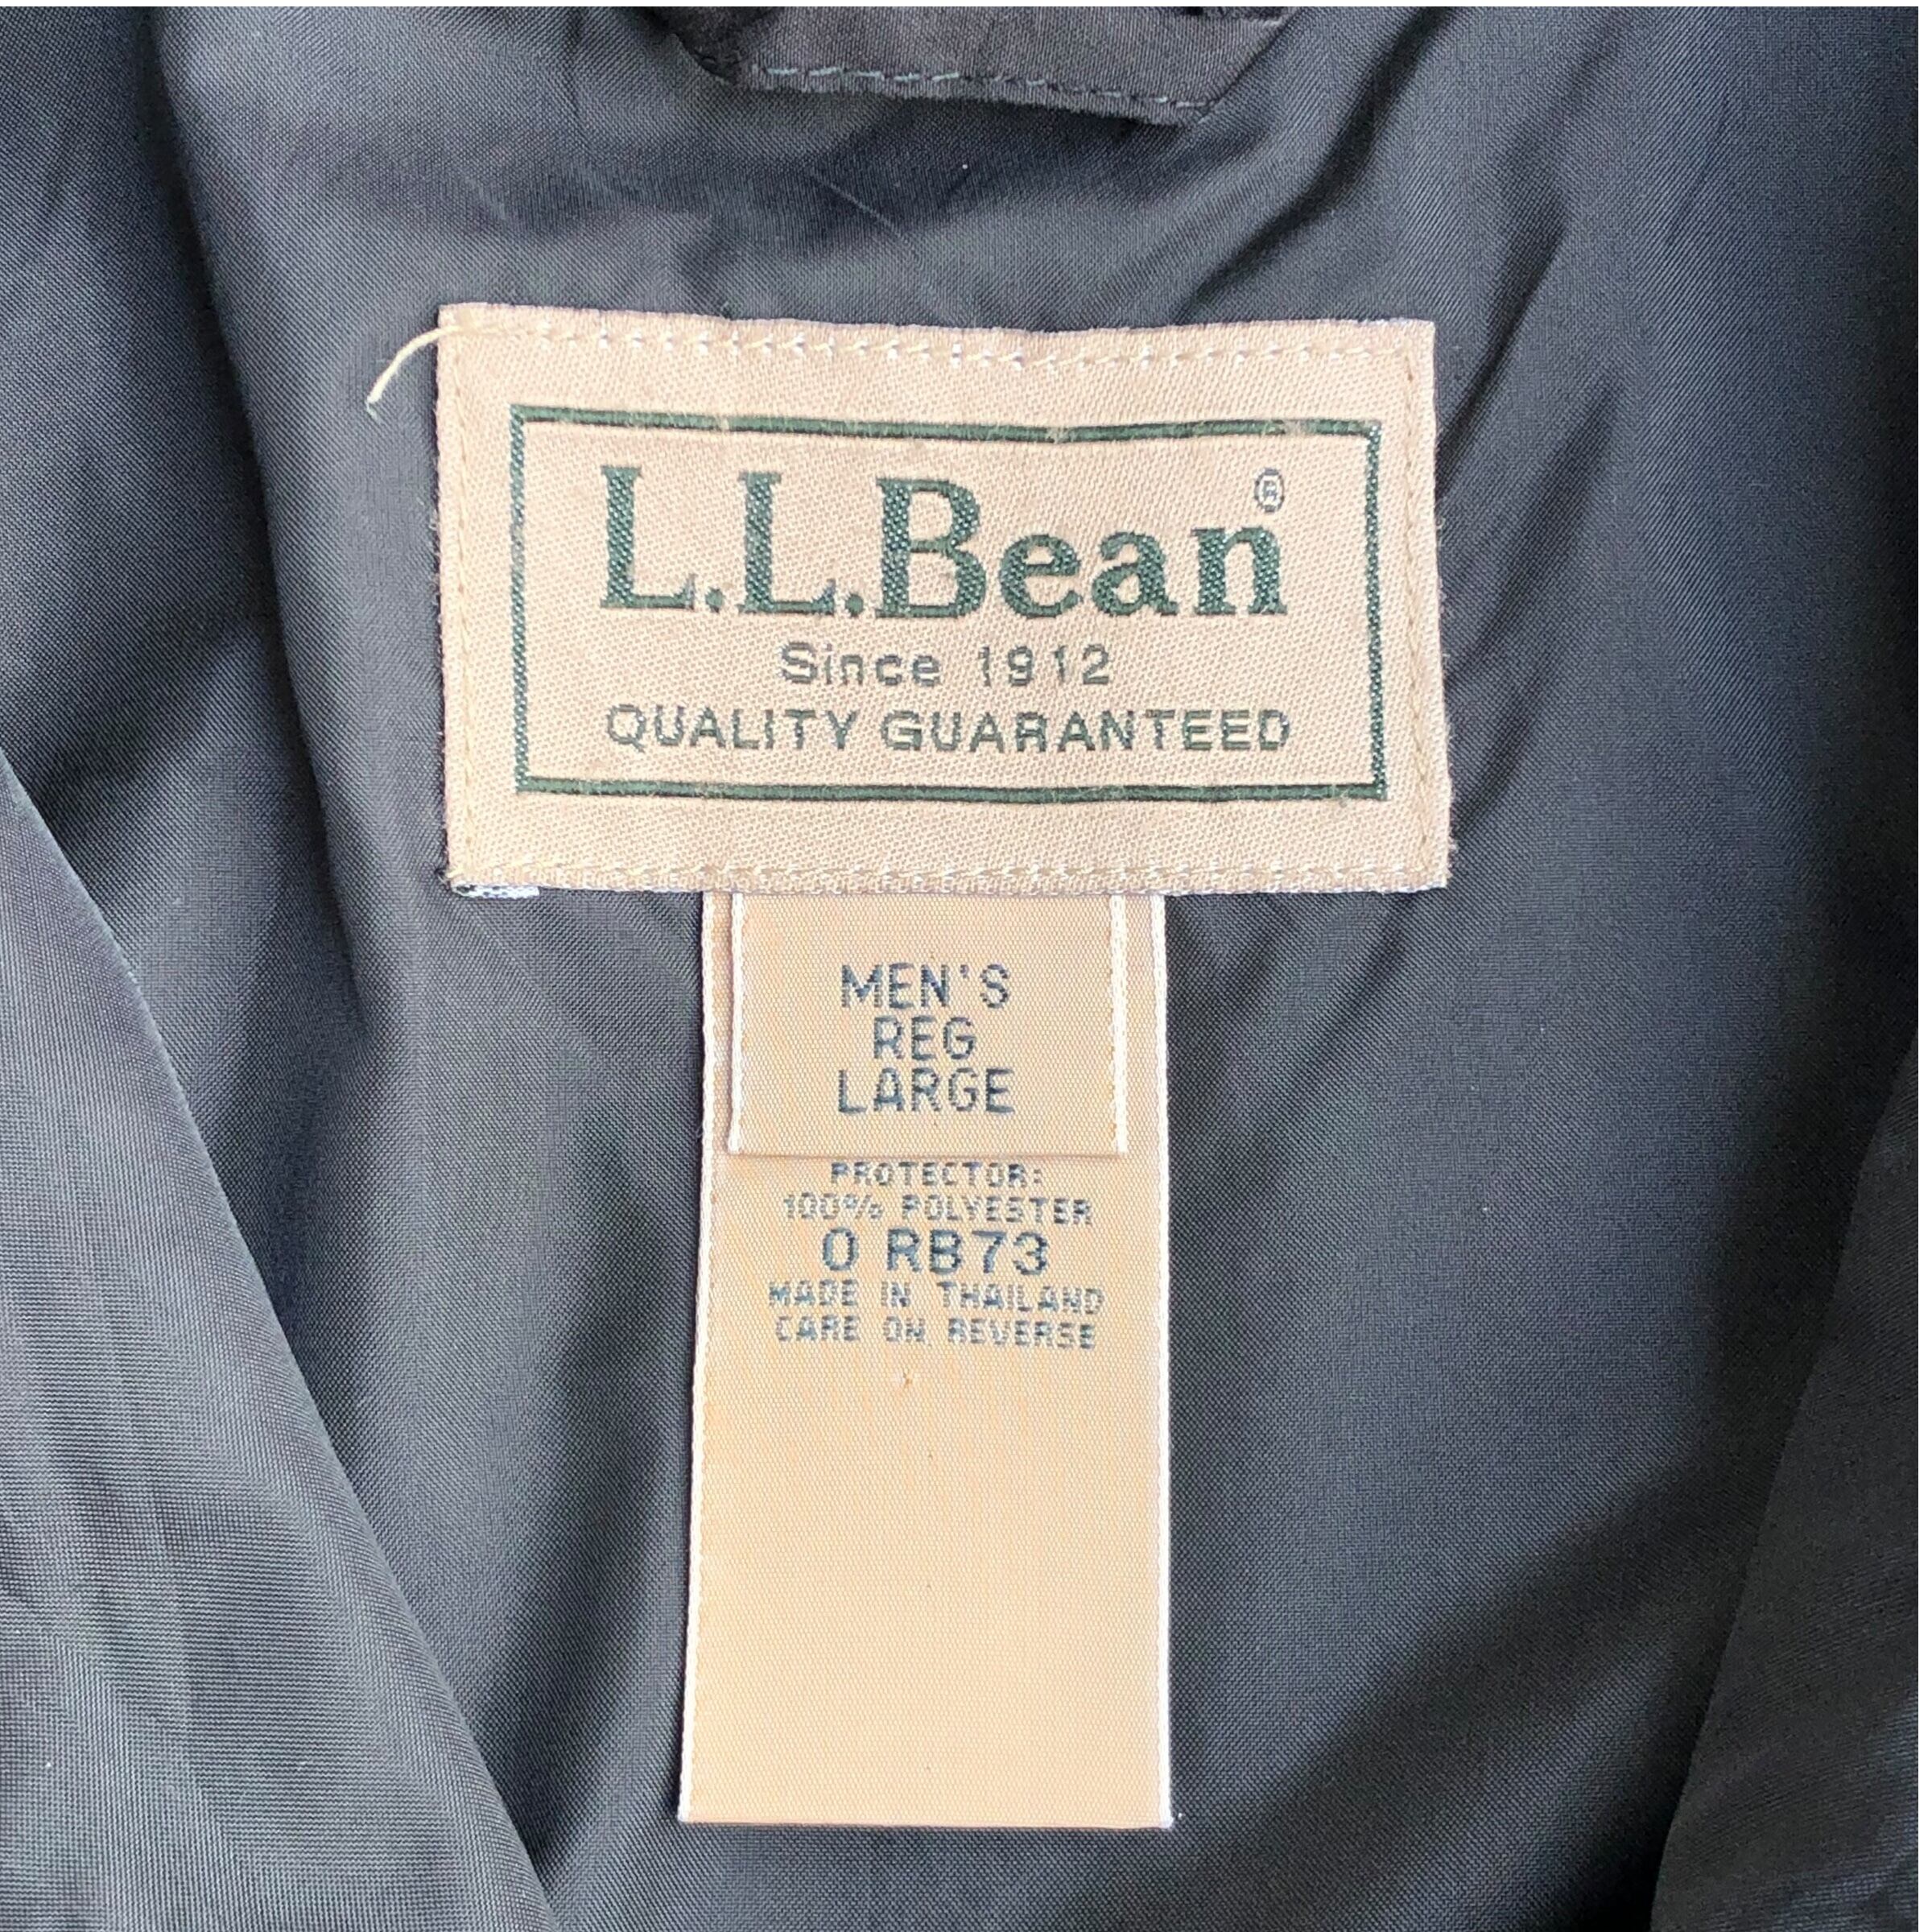 L.L.Bean®
Since 1912
QUALITY GUARANTEED
MEN'S
REG
LARGE
PROTECTOR:
100% POLYESTER
0 RB73
MADE IN THAILAND
CARE ON REVERSE